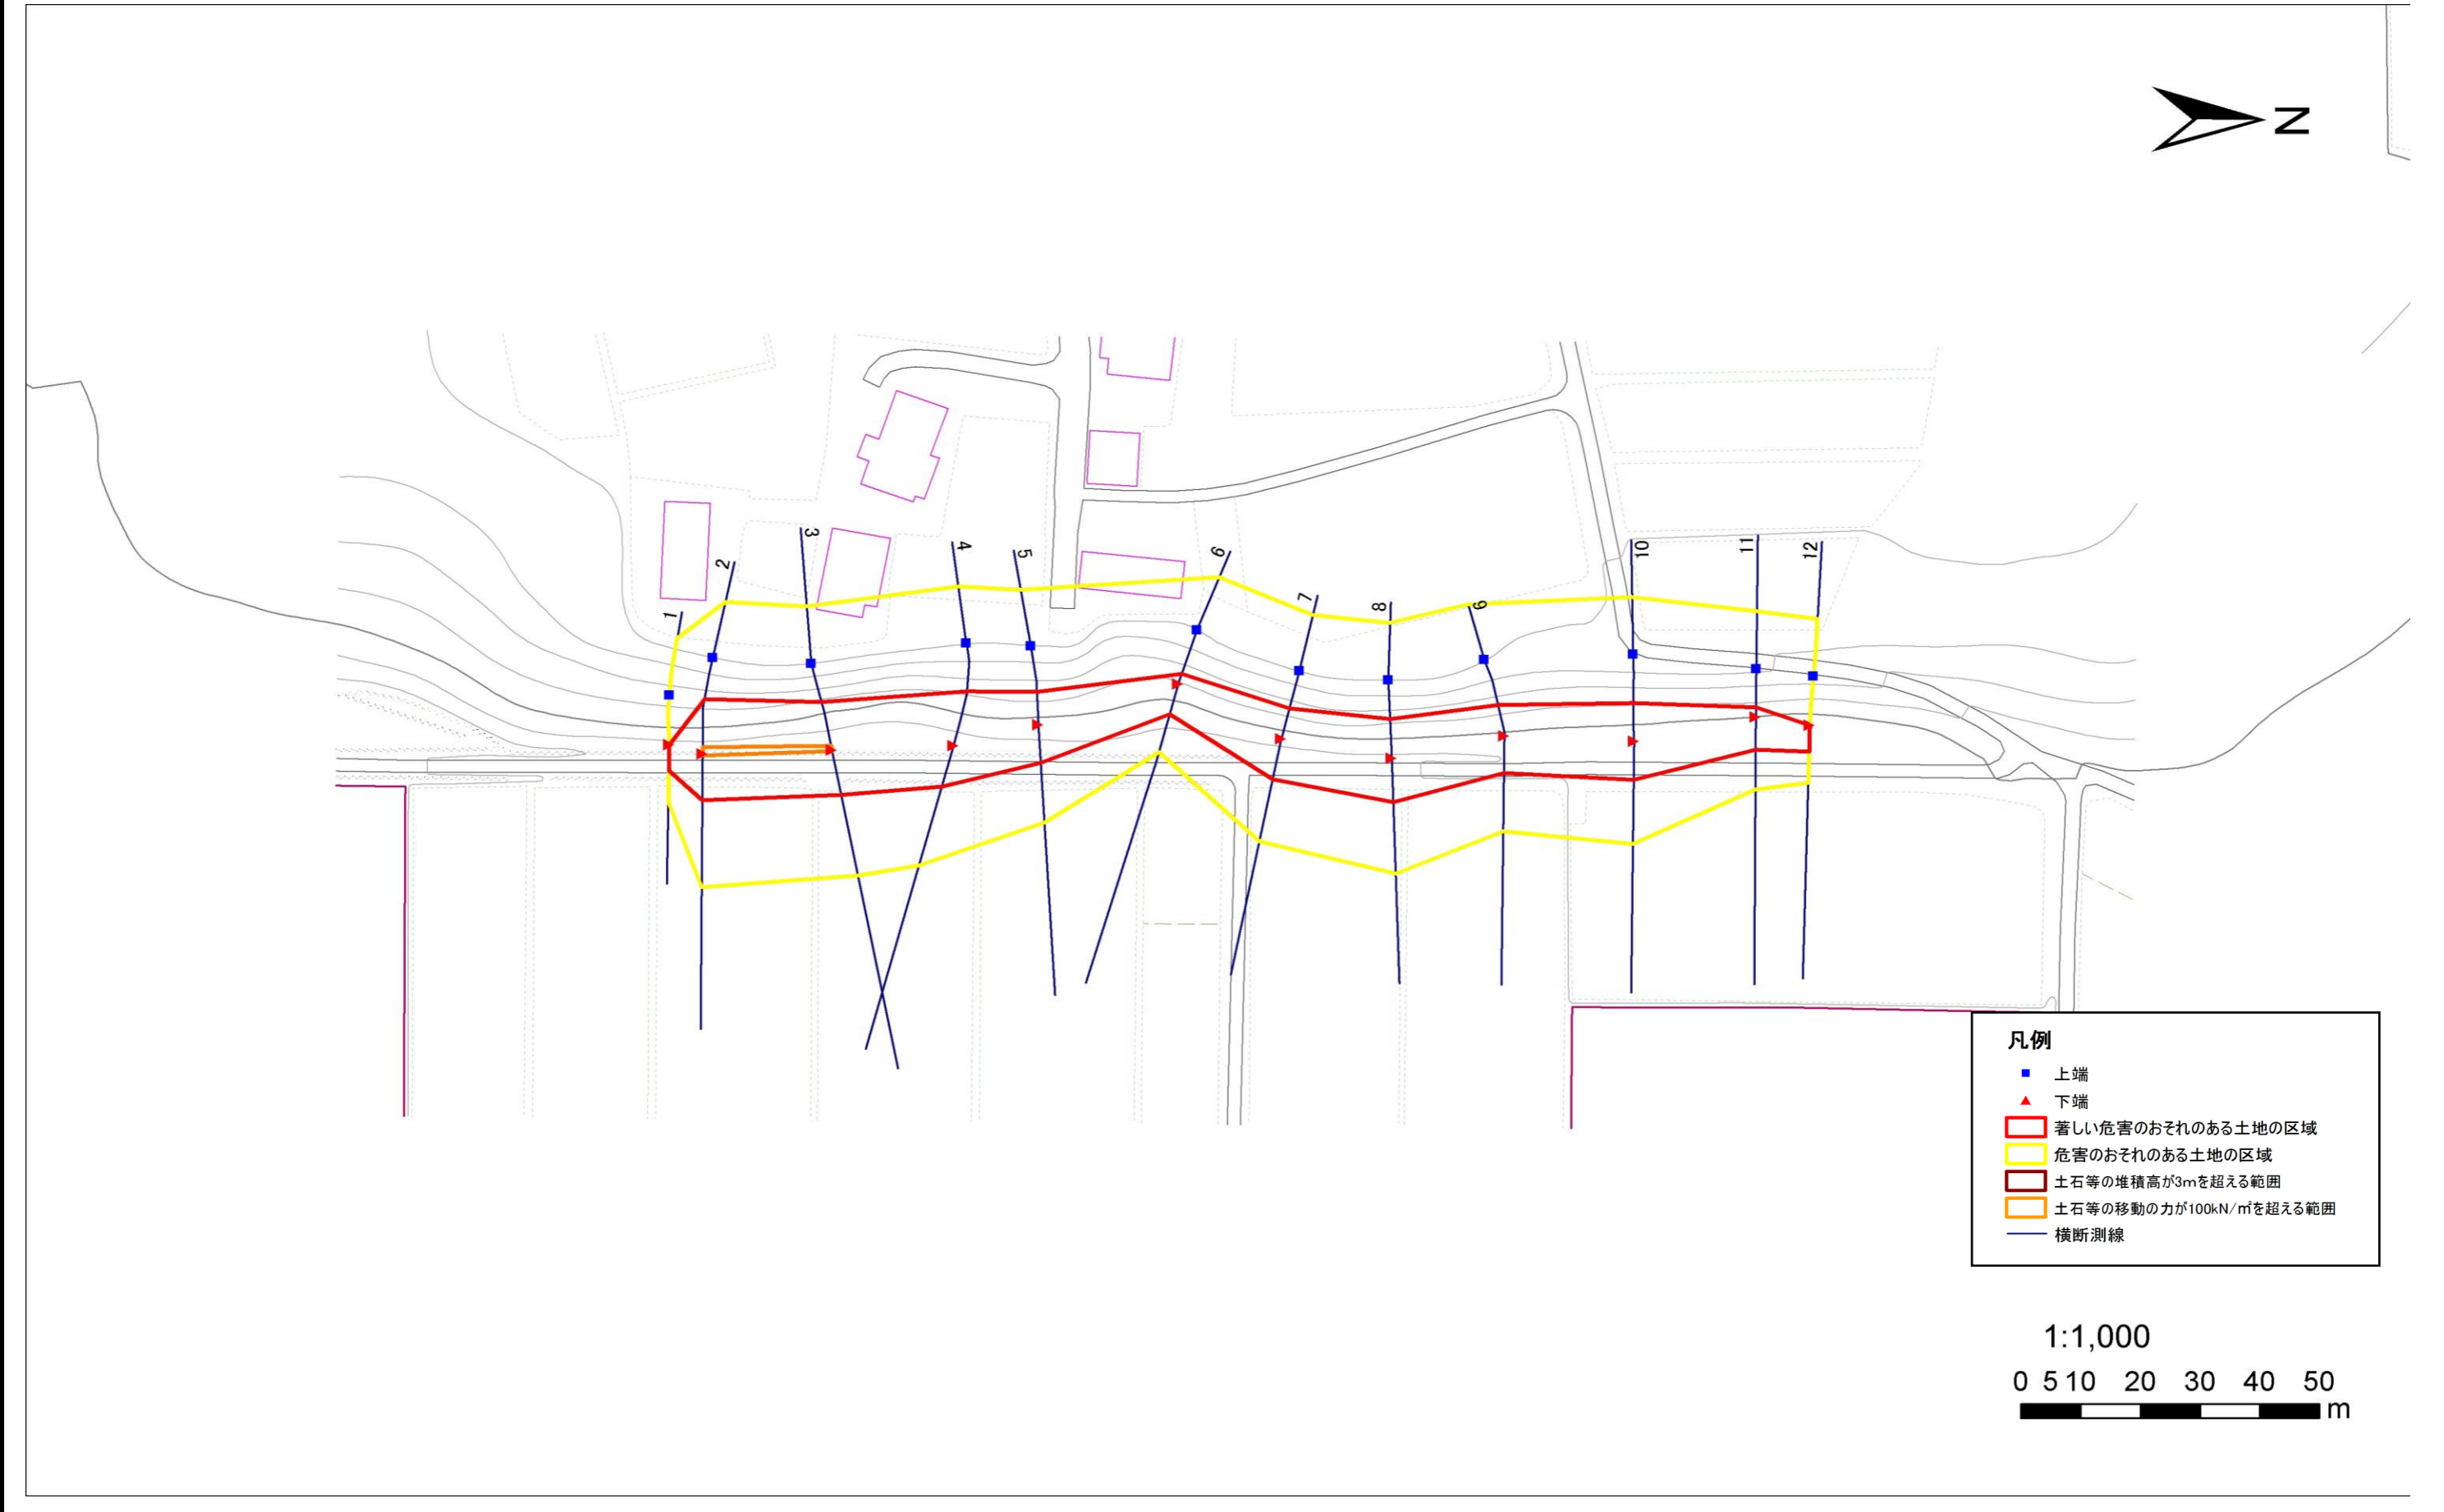 N
1
2
3
4
5
6
7
8
9
10
11
12
凡例
上端
下端
著しい危害のおそれのある土地の区域
危害のおそれのある土地の区域
土石等の堆積高が3mを超える範囲
土石等の移動の力が100kN/㎡を超える範囲
横断測線
1:1,000
0 5 10 20 30 40 50
m